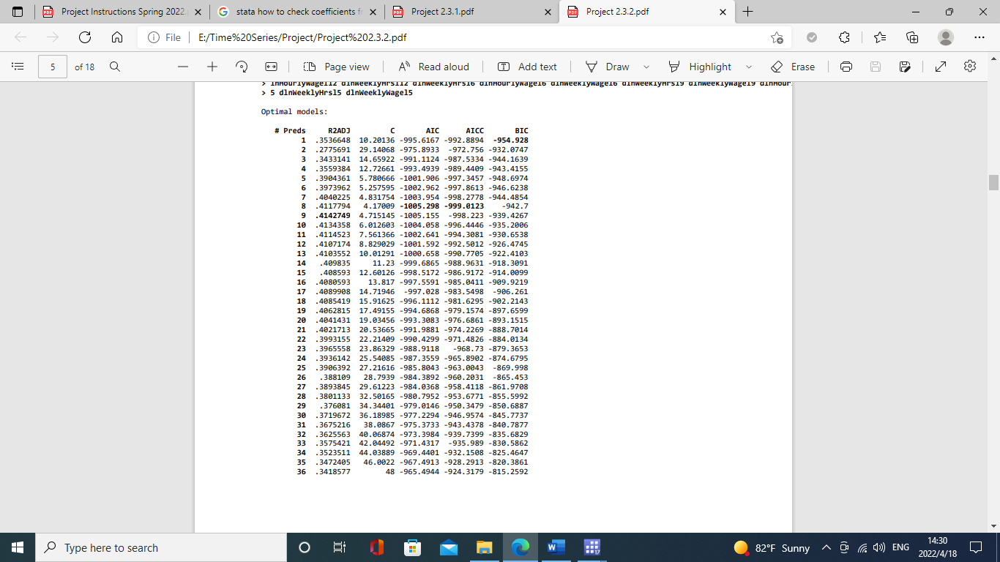 Project Instructions Spring 2022.
stata how to check coefficients fr
Project 2.3.1.pdf
Project 2.3.2.pdf
File
E:/Time%20Series/Project/Project%202.3.2.pdf
5 of 18
Page view
Read aloud
Add text
Draw
Highlight
Erase
> lnHourlyWagel12 dlnWeeklyHrsl12 dlnWeeklyHrsl6 dlnHourlyWagel6 dlnWeeklyWagel6 dlnWeeklyHrsl9 dlnWeeklyWagel9 dlnHour
> 5 dlnWeeklyHrsl5 dlnWeeklyWagel5
Optimal models:
# Preds R2ADJ C AIC AICC BIC
1 .3536648 10.20136 -995.6167 -992.8894 -954.928
2 .2775691 29.14068 -975.8933 -972.756 -932.0747
3 .3433141 14.65922 -991.1124 -987.5334 -944.1639
4 .3559384 12.72661 -993.4939 -989.4409 -943.4155
5 .3904361 5.780666 -1001.906 -997.3457 -948.6974
6 .3973962 5.257595 -1002.962 -997.8613 -946.6238
7 .4040225 4.831754 -1003.954 -998.2778 -944.4854
8 .4117794 4.17009 -1005.298 -999.0123 -942.7
9 .4142749 4.715145 -1005.155 -998.223 -939.4267
10 .4134358 6.012603 -1004.058 -996.4446 -935.2006
11 .4114523 7.561366 -1002.641 -994.3081 -930.6538
12 .4107174 8.829029 -1001.592 -992.5012 -926.4745
13 .4103552 10.01291 -1000.658 -990.7705 -922.4103
14 .409835 11.23 -999.6865 -988.9631 -918.3091
15 .408593 12.60126 -998.5172 -986.9172 -914.0099
16 .4080593 13.817 -997.5591 -985.0411 -909.9219
17 .4089908 14.71946 -997.028 -983.5498 -906.261
18 .4085419 15.91625 -996.1112 -981.6295 -902.2143
19 .4062815 17.49155 -994.6868 -979.1574 -897.6599
20 .4041431 19.03456 -993.3083 -976.6861 -893.1515
21 .4021713 20.53665 -991.9881 -974.2269 -888.7014
22 .3993155 22.21409 -990.4299 -971.4826 -884.0134
23 .3965558 23.86329 -988.9118 -968.73 -879.3653
24 .3936142 25.54085 -987.3559 -965.8902 -874.6795
25 .3906392 27.21616 -985.8043 -963.0043 -869.998
26 .388109 28.7939 -984.3892 -960.2031 -865.453
27 .3893845 29.61223 -984.0368 -958.4118 -861.9708
28 .3801133 32.50165 -980.7952 -953.6771 -855.5992
29 .376081 34.34401 -979.0146 -950.3479 -850.6887
30 .3719672 36.18985 -977.2294 -946.9574 -845.7737
31 .3675216 38.0867 -975.3733 -943.4378 -840.7877
32 .3625563 40.06874 -973.3984 -939.7399 -835.6829
33 .3575421 42.04492 -971.4317 -935.989 -830.5862
34 .3523511 44.03889 -969.4401 -932.1508 -825.4647
35 .3472405 46.0022 -967.4913 -928.2913 -820.3861
36 .3418577 48 -965.4944 -924.3179 -815.2592
Type here to search
82°F Sunny
ENG
14:30
2022/4/18